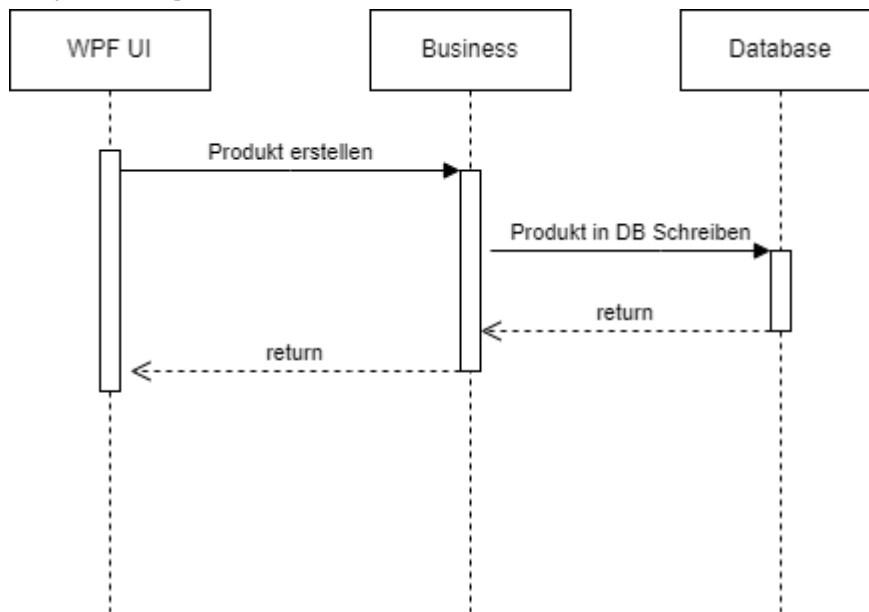 WPF UI
Business
Database
Produkt erstellen
Produkt in DB Schreiben
return
return